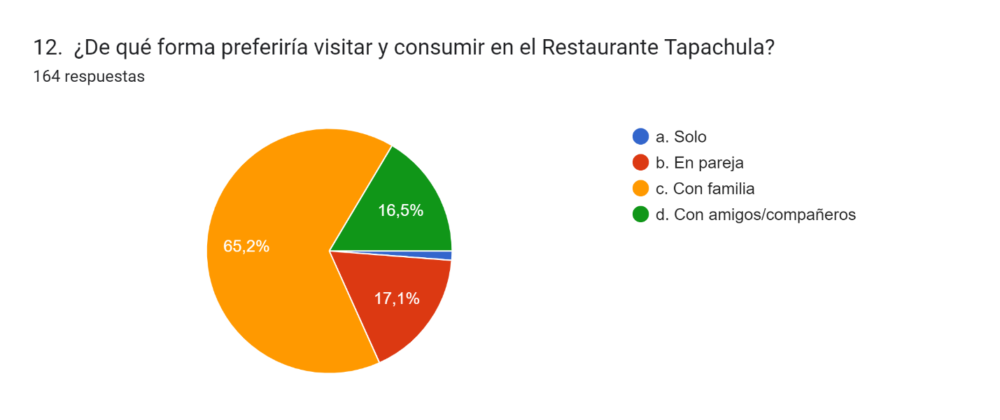 12. ¿De qué forma preferiría visitar y consumir en el Restaurante Tapachula?
164 respuestas
a. Solo
b. En pareja
c. Con familia
d. Con amigos/compañeros
16,5%
65,2%
17,1%